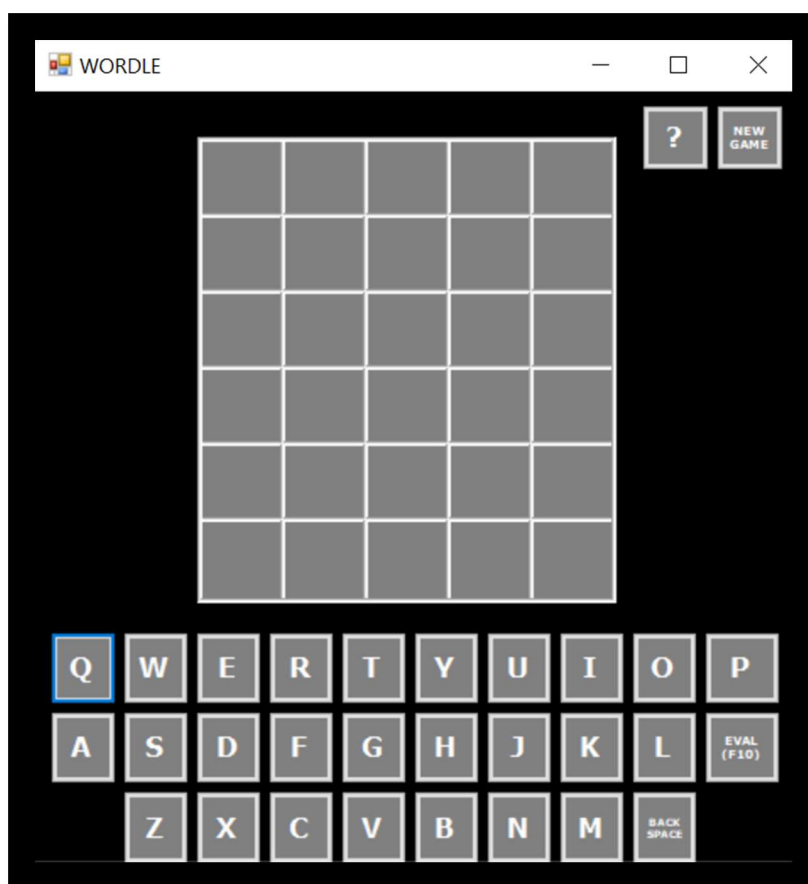 WORDLE
? NEW GAME
Q W E R T Y U I O P
A S D F G H J K L EVAL (F10)
Z X C V B N M BACK SPACE